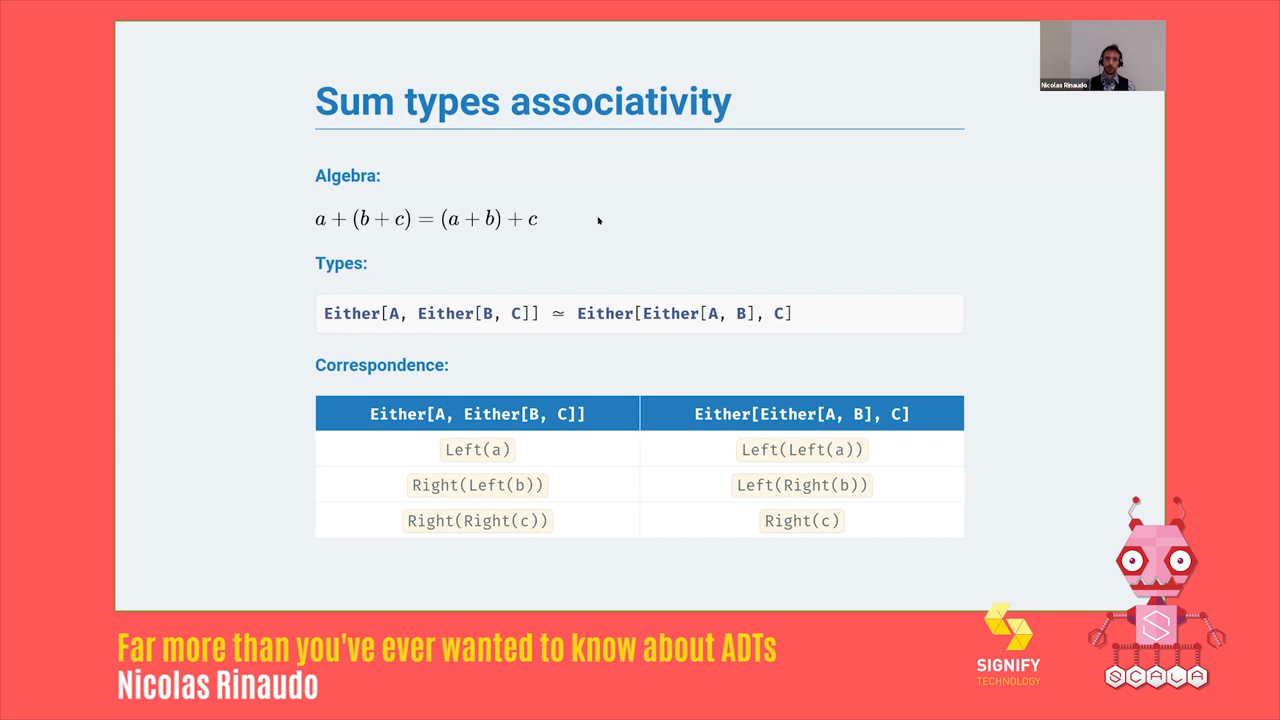 Nicolas Rinaudo
Sum types associativity
Algebra:
a + (b + c) = (a + b) + c
Types:
Either[A, Either[B, C]] ≃ Either[Either[A, B], C]
Correspondence:
Either[A, Either[B, C]] Either[Either[A, B], C]
Left(a) Left(Left(a))
Right(Left(b)) Left(Right(b))
Right(Right(c)) Right(c)
Far more than you've ever wanted to know about ADTs
Nicolas Rinaudo
SIGNIFY
TECHNOLOGY
S
SCALA